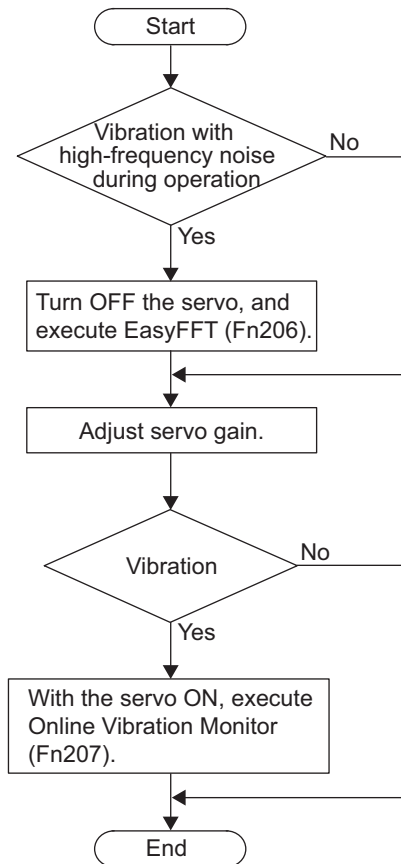 Start
Vibration with
high-frequency noise
during operation
No
Yes
Turn OFF the servo, and
execute EasyFFT (Fn206).
Adjust servo gain.
Vibration
No
Yes
With the servo ON, execute
Online Vibration Monitor
(Fn207).
End